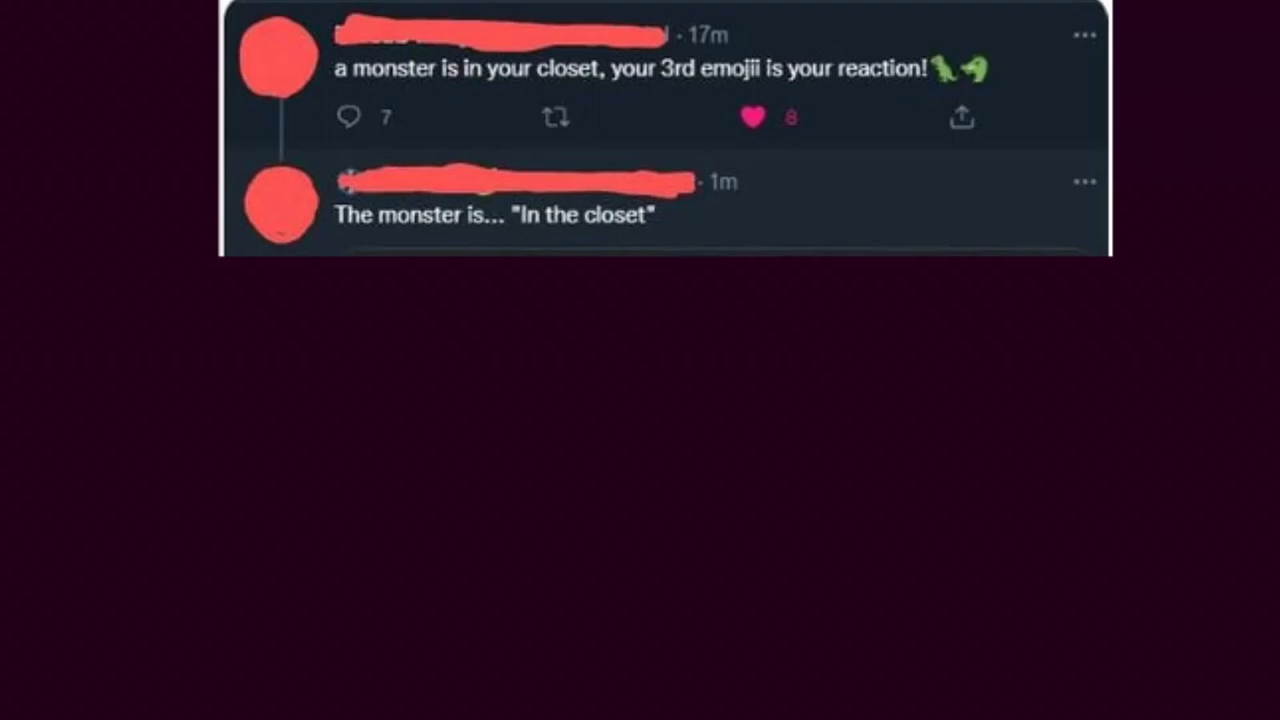 · 17m
a monster is in your closet, your 3rd emojii is your reaction!🦖🐲
7
8
· 1m
The monster is... "In the closet"